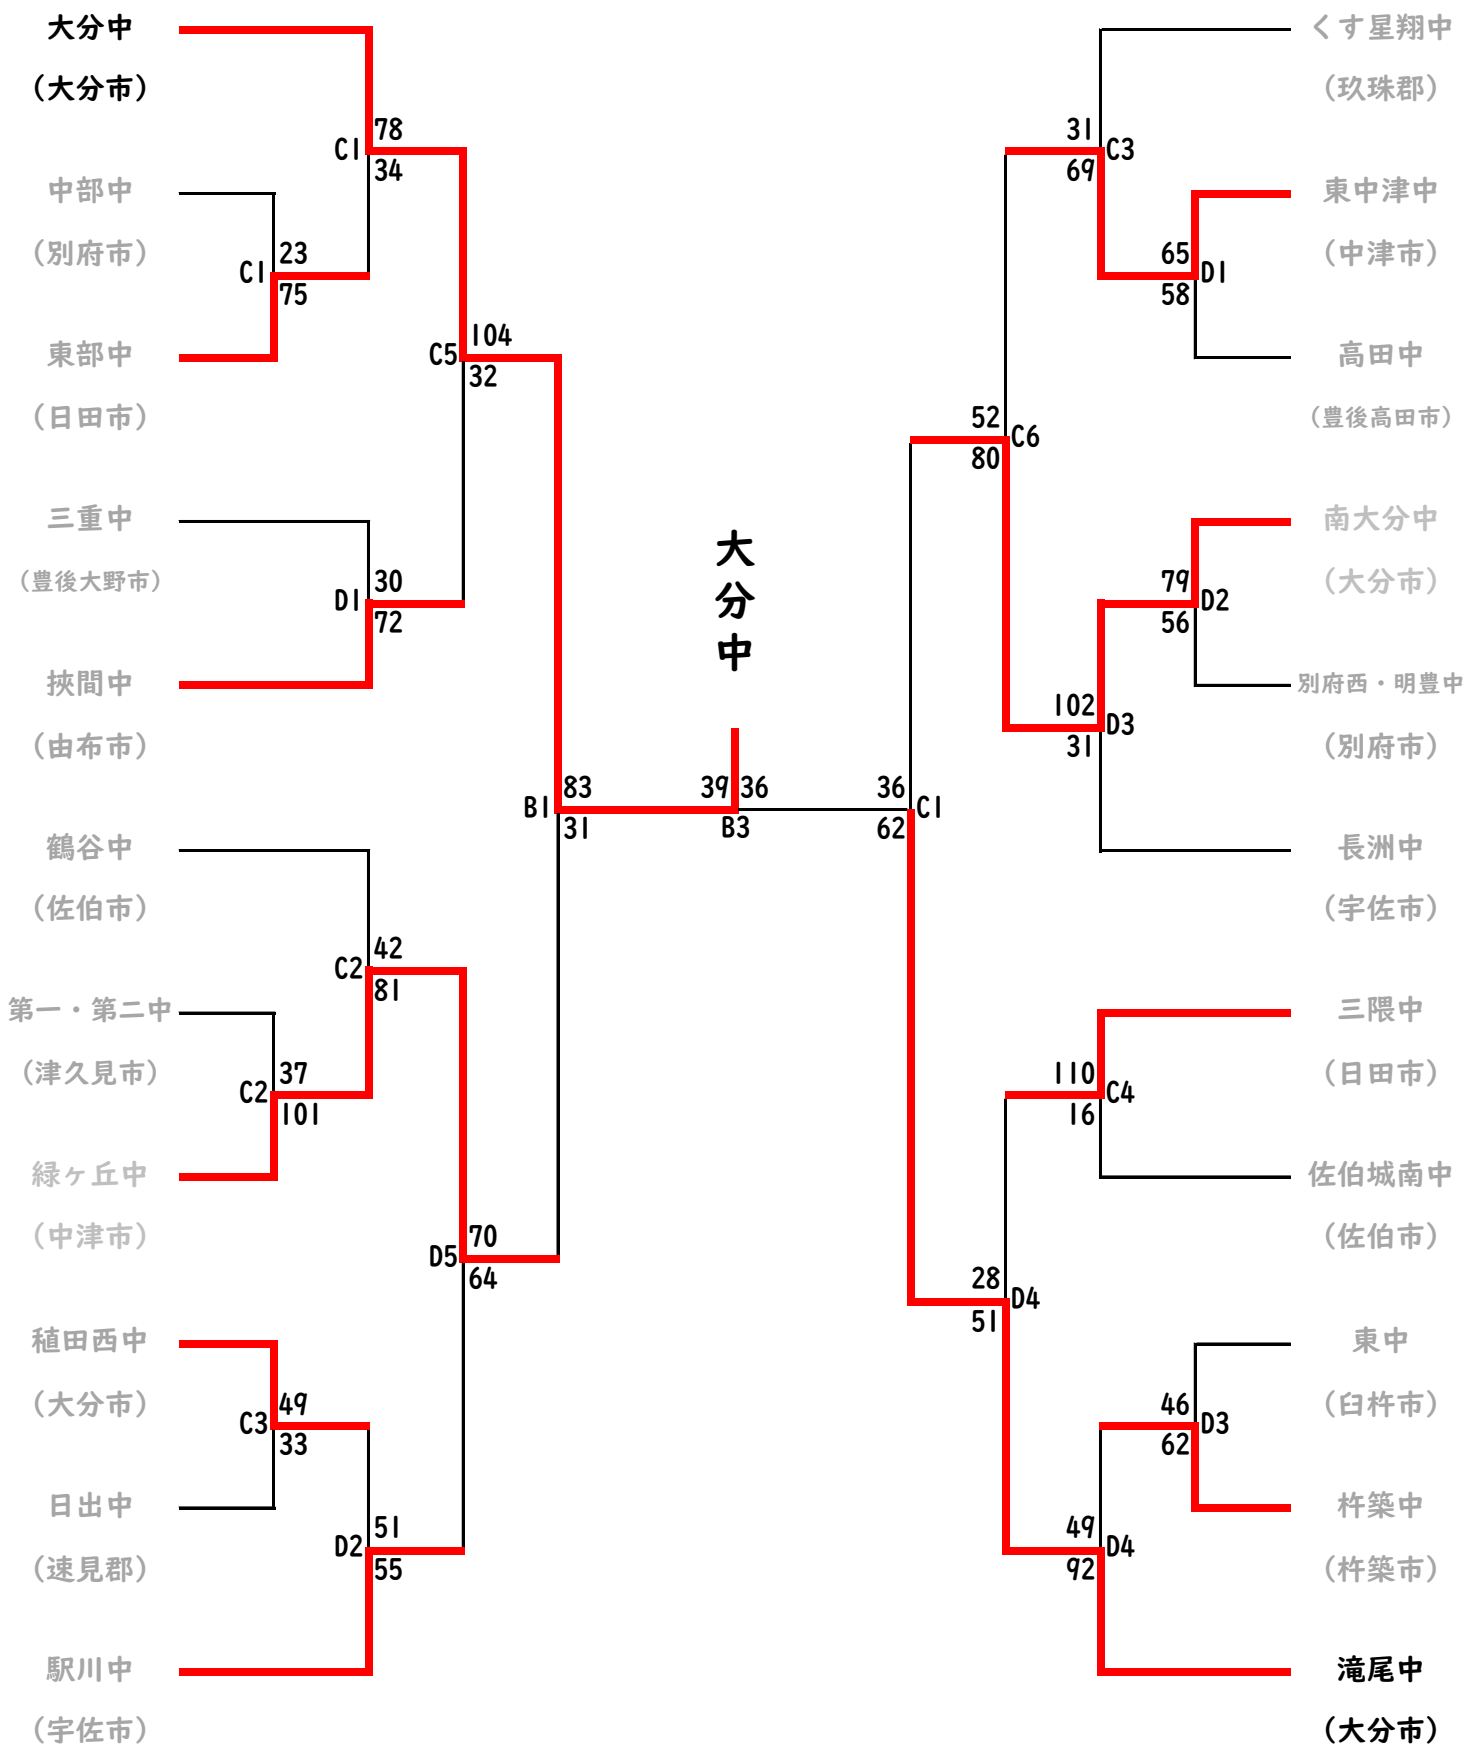 大分中
（大分市）
78
C1
34
中部中
（別府市）
23
C1
75
東部中
（日田市）
104
C5
32
三重中
（豊後大野市）
30
D1
72
挾間中
（由布市）
83
B1
31
鶴谷中
（佐伯市）
42
C2
81
第一・第二中
（津久見市）
37
C2
101
緑ヶ丘中
（中津市）
70
D5
64
稙田西中
（大分市）
49
C3
33
日出中
（速見郡）
51
D2
55
駅川中
（宇佐市）
大分中
39 36
B3
くす星翔中
（玖珠郡）
31
C3
69
東中津中
（中津市）
65
D1
58
高田中
（豊後高田市）
52
C6
80
南大分中
（大分市）
79
D2
56
別府西・明豊中
（別府市）
102
D3
31
36
C1
62
長洲中
（宇佐市）
三隈中
（日田市）
110
C4
16
佐伯城南中
（佐伯市）
28
D4
51
東中
（臼杵市）
46
D3
62
杵築中
（杵築市）
49
D4
92
滝尾中
（大分市）